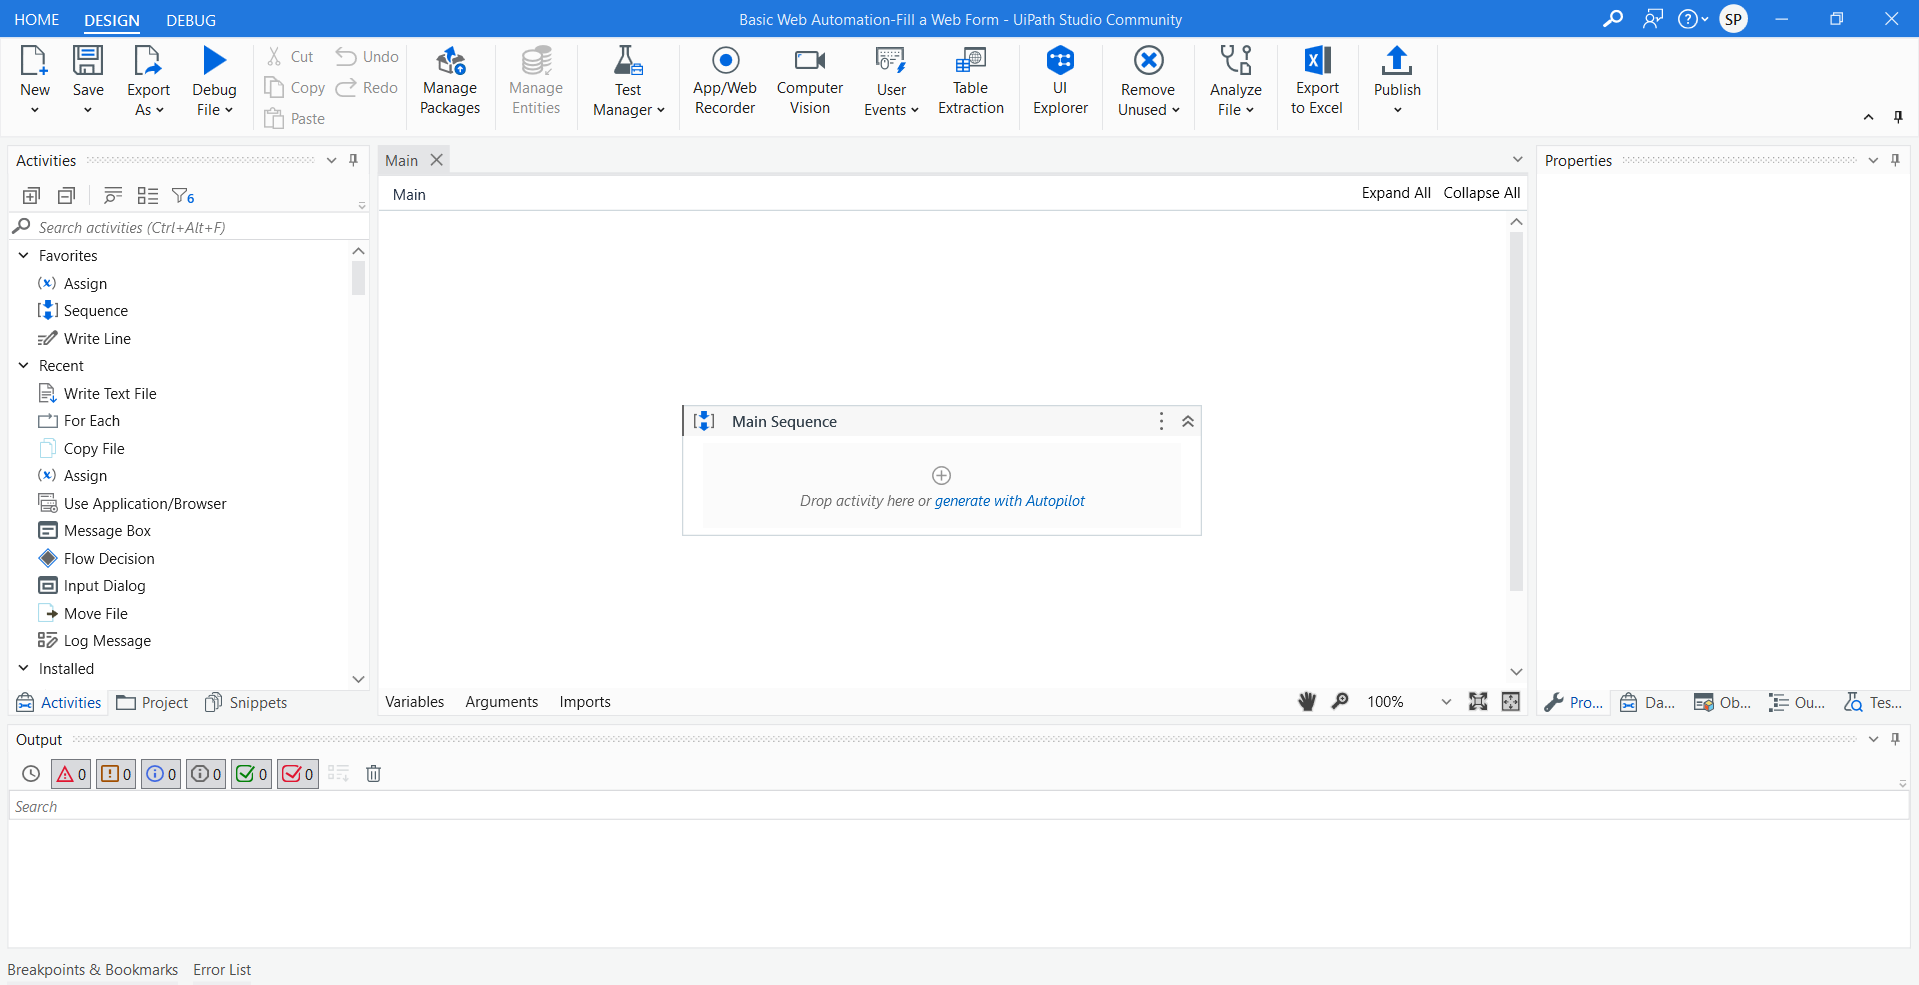 HOME DESIGN DEBUG
Basic Web Automation-Fill a Web Form - UiPath Studio Community
SP
New
Save
Export As
Debug File
Cut
Copy
Paste
Undo
Redo
Manage Packages
Manage Entities
Test Manager
App/Web Recorder
Computer Vision
User Events
Table Extraction
UI Explorer
Remove Unused
Analyze File
Export to Excel
Publish
Activities
6
Search activities (Ctrl+Alt+F)
Favorites
Assign
Sequence
Write Line
Recent
Write Text File
For Each
Copy File
Assign
Use Application/Browser
Message Box
Flow Decision
Input Dialog
Move File
Log Message
Installed
Activities Project Snippets
Main
Main
Expand All Collapse All
Main Sequence
Drop activity here or generate with Autopilot
Variables Arguments Imports
100%
Properties
Pro... Da... Ob... Ou... Tes...
Output
0 0 0 0 0 0
Search
Breakpoints & Bookmarks Error List